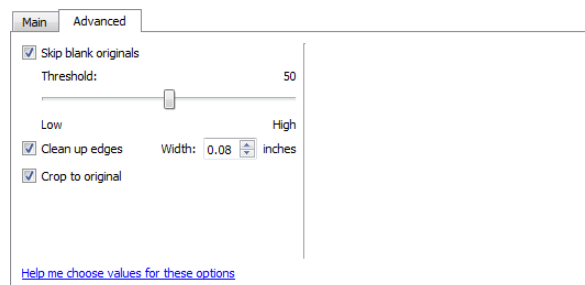 Main Advanced
Skip blank originals
Threshold: 50
Low High
Clean up edges Width: 0.08 inches
Crop to original
Help me choose values for these options